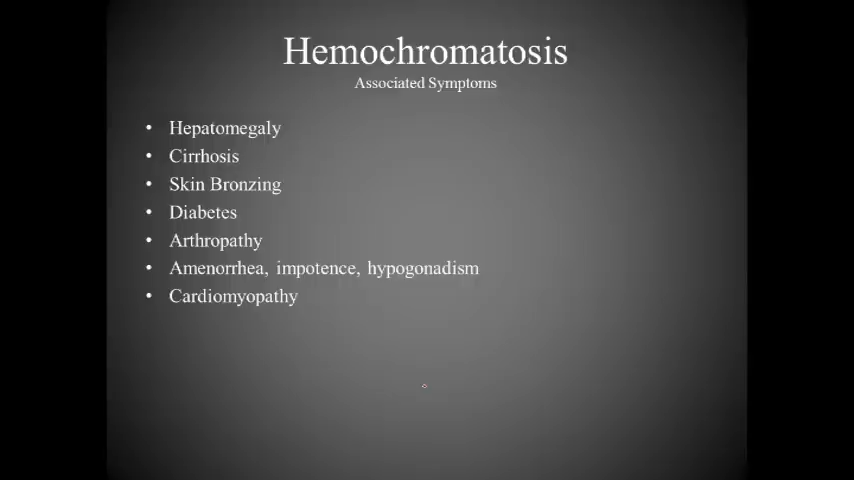 Hemochromatosis
Associated Symptoms
• Hepatomegaly
• Cirrhosis
• Skin Bronzing
• Diabetes
• Arthropathy
• Amenorrhea, impotence, hypogonadism
• Cardiomyopathy